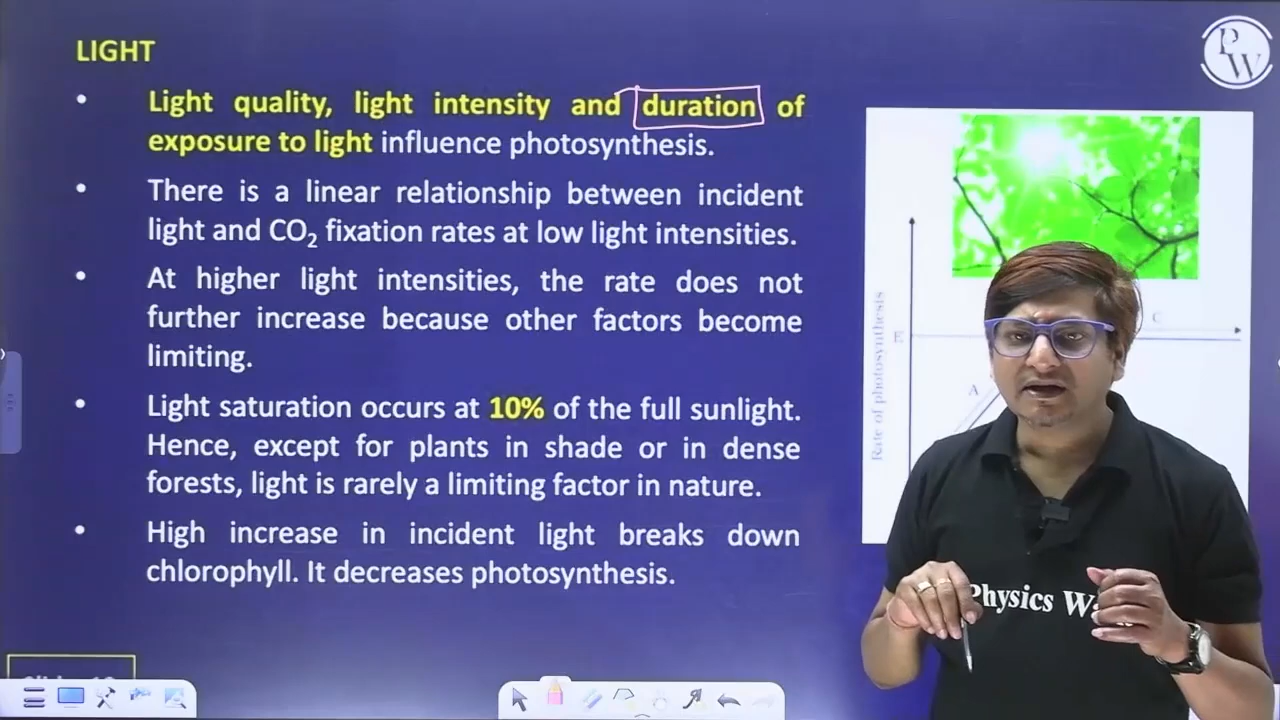 LIGHT
• Light quality, light intensity and duration of
exposure to light influence photosynthesis.
• There is a linear relationship between incident
light and CO₂ fixation rates at low light intensities.
• At higher light intensities, the rate does not
further increase because other factors become
limiting.
• Light saturation occurs at 10% of the full sunlight.
Hence, except for plants in shade or in dense
forests, light is rarely a limiting factor in nature.
• High increase in incident light breaks down
chlorophyll. It decreases photosynthesis.
PW
Rate of photosynthesis
E
C
A
Physics W